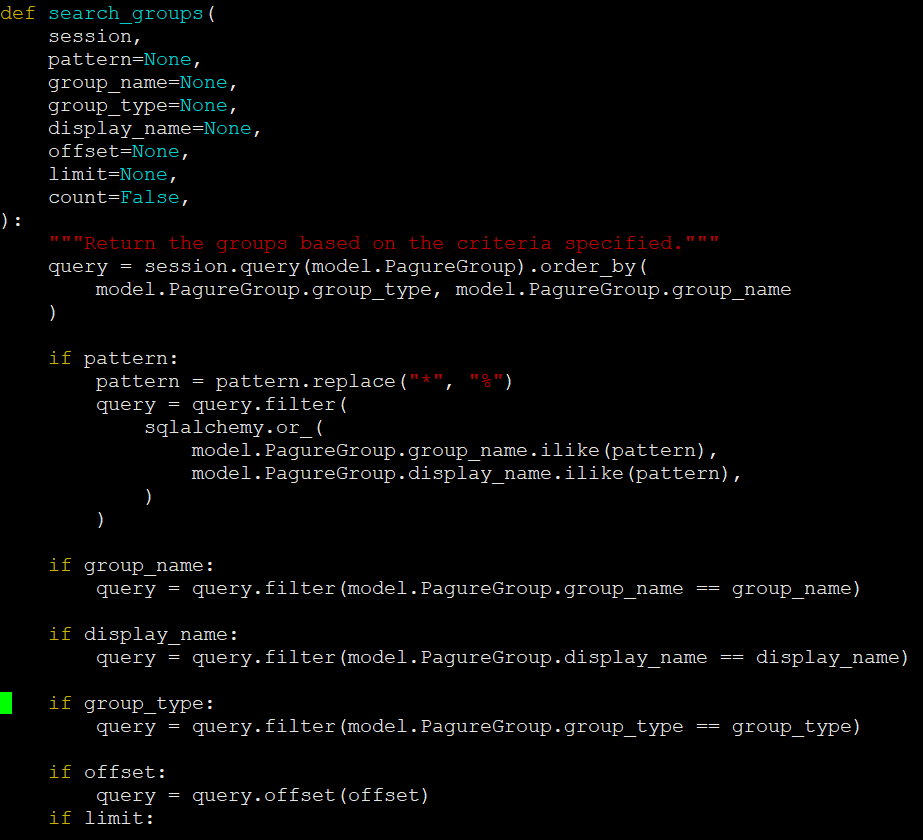 def search_groups(
    session,
    pattern=None,
    group_name=None,
    group_type=None,
    display_name=None,
    offset=None,
    limit=None,
    count=False,
):
    """Return the groups based on the criteria specified."""
    query = session.query(model.PagureGroup).order_by(
        model.PagureGroup.group_type, model.PagureGroup.group_name
    )

    if pattern:
        pattern = pattern.replace("*", "%")
        query = query.filter(
            sqlalchemy.or_(
                model.PagureGroup.group_name.ilike(pattern),
                model.PagureGroup.display_name.ilike(pattern),
            )
        )

    if group_name:
        query = query.filter(model.PagureGroup.group_name == group_name)

    if display_name:
        query = query.filter(model.PagureGroup.display_name == display_name)

    if group_type:
        query = query.filter(model.PagureGroup.group_type == group_type)

    if offset:
        query = query.offset(offset)
    if limit: